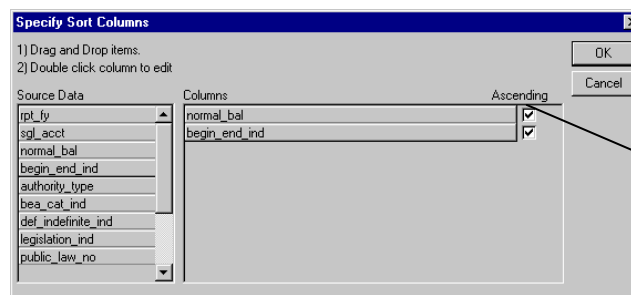 Specify Sort Columns
1) Drag and Drop items.
2) Double click column to edit
OK
Cancel
Source Data Columns Ascending
rpt_fy normal_bal
sgl_acct begin_end_ind
normal_bal
begin_end_ind
authority_type
bea_cat_ind
def_indefinite_ind
legislation_ind
public_law_no